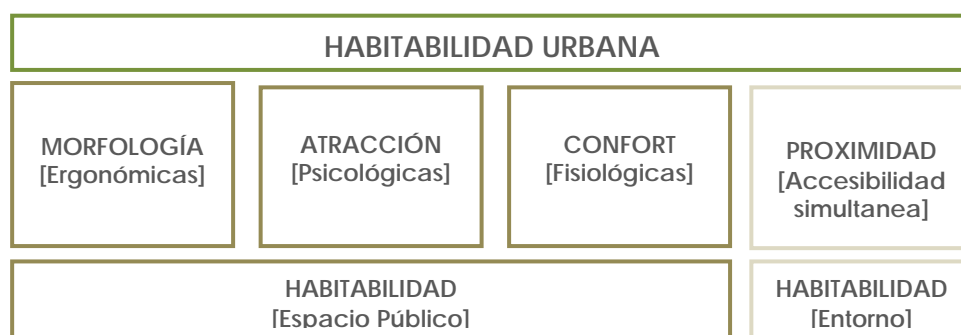 HABITABILIDAD URBANA
MORFOLOGÍA
[Ergonómicas]
ATRACCIÓN
[Psicológicas]
CONFORT
[Fisiológicas]
PROXIMIDAD
[Accesibilidad
simultanea]
HABITABILIDAD
[Espacio Público]
HABITABILIDAD
[Entorno]